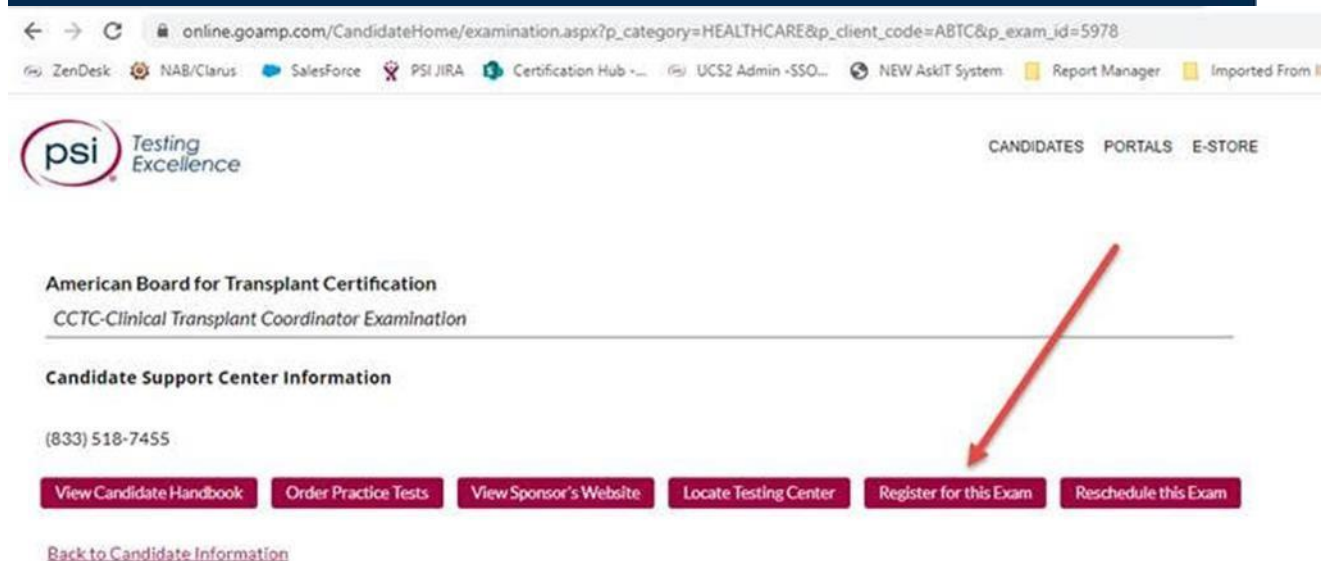 online.goamp.com/CandidateHome/examination.aspx?p_category=HEALTHCARE&p_client_code=ABTC&p_exam_id=5978
ZenDesk NAB/Clarus SalesForce PSI JIRA Certification Hub -... UCS2 Admin -SSO... NEW AskIT System Report Manager Imported From
psi Testing Excellence CANDIDATES PORTALS E-STORE
American Board for Transplant Certification
CCTC-Clinical Transplant Coordinator Examination
Candidate Support Center Information
(833) 518-7455
View Candidate Handbook Order Practice Tests View Sponsor's Website Locate Testing Center Register for this Exam Reschedule this Exam
Back to Candidate Information